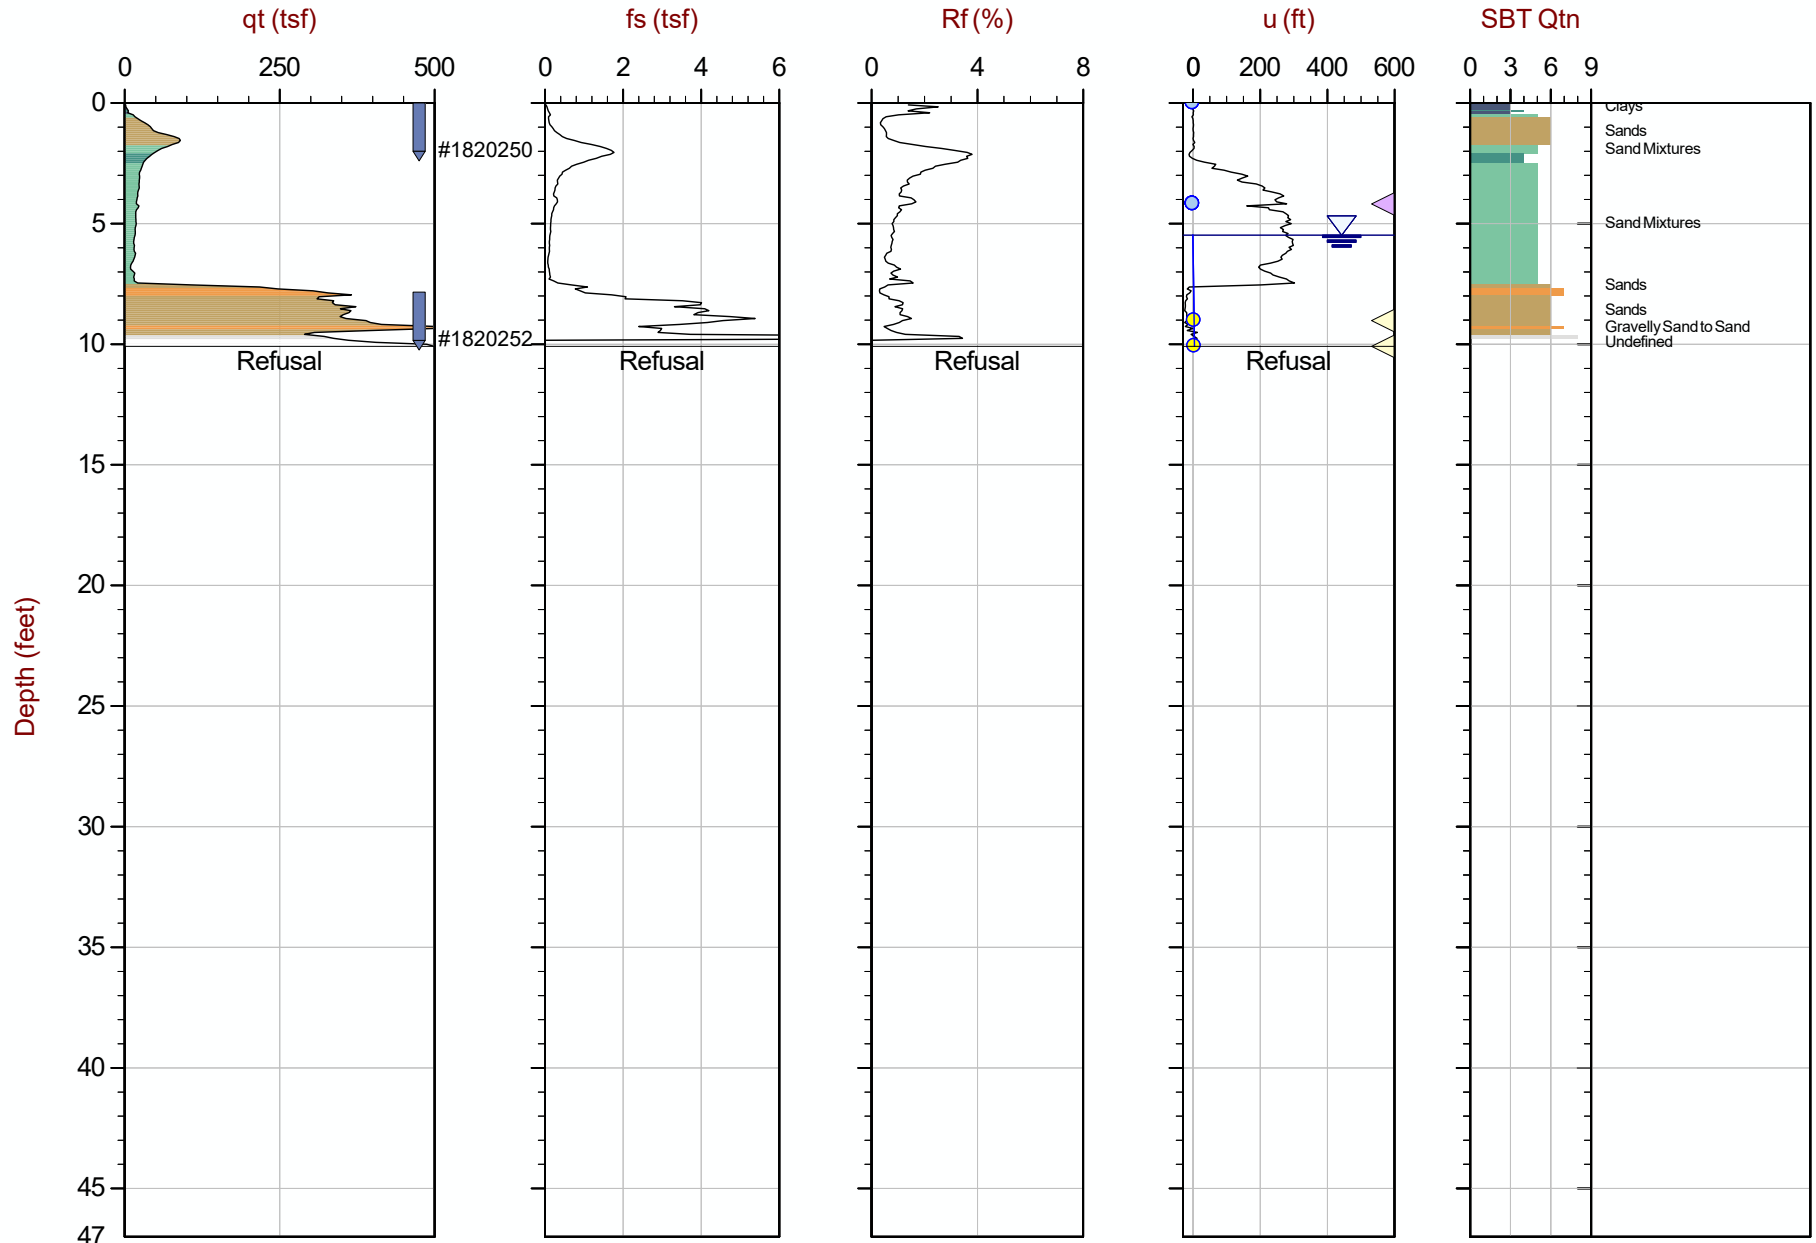 qt (tsf) fs (tsf) Rf (%) u (ft) SBT Qtn
0 250 500 0 2 4 6 0 4 8 0 200 400 600 0 3 6 9
0
Clays
Sands
Sand Mixtures
#1820250
5
Sand Mixtures
Sands
Sands
Gravelly Sand to Sand
Undefined
#1820252
10
Refusal Refusal Refusal Refusal
15
20
25
30
35
40
45
47
Depth (feet)